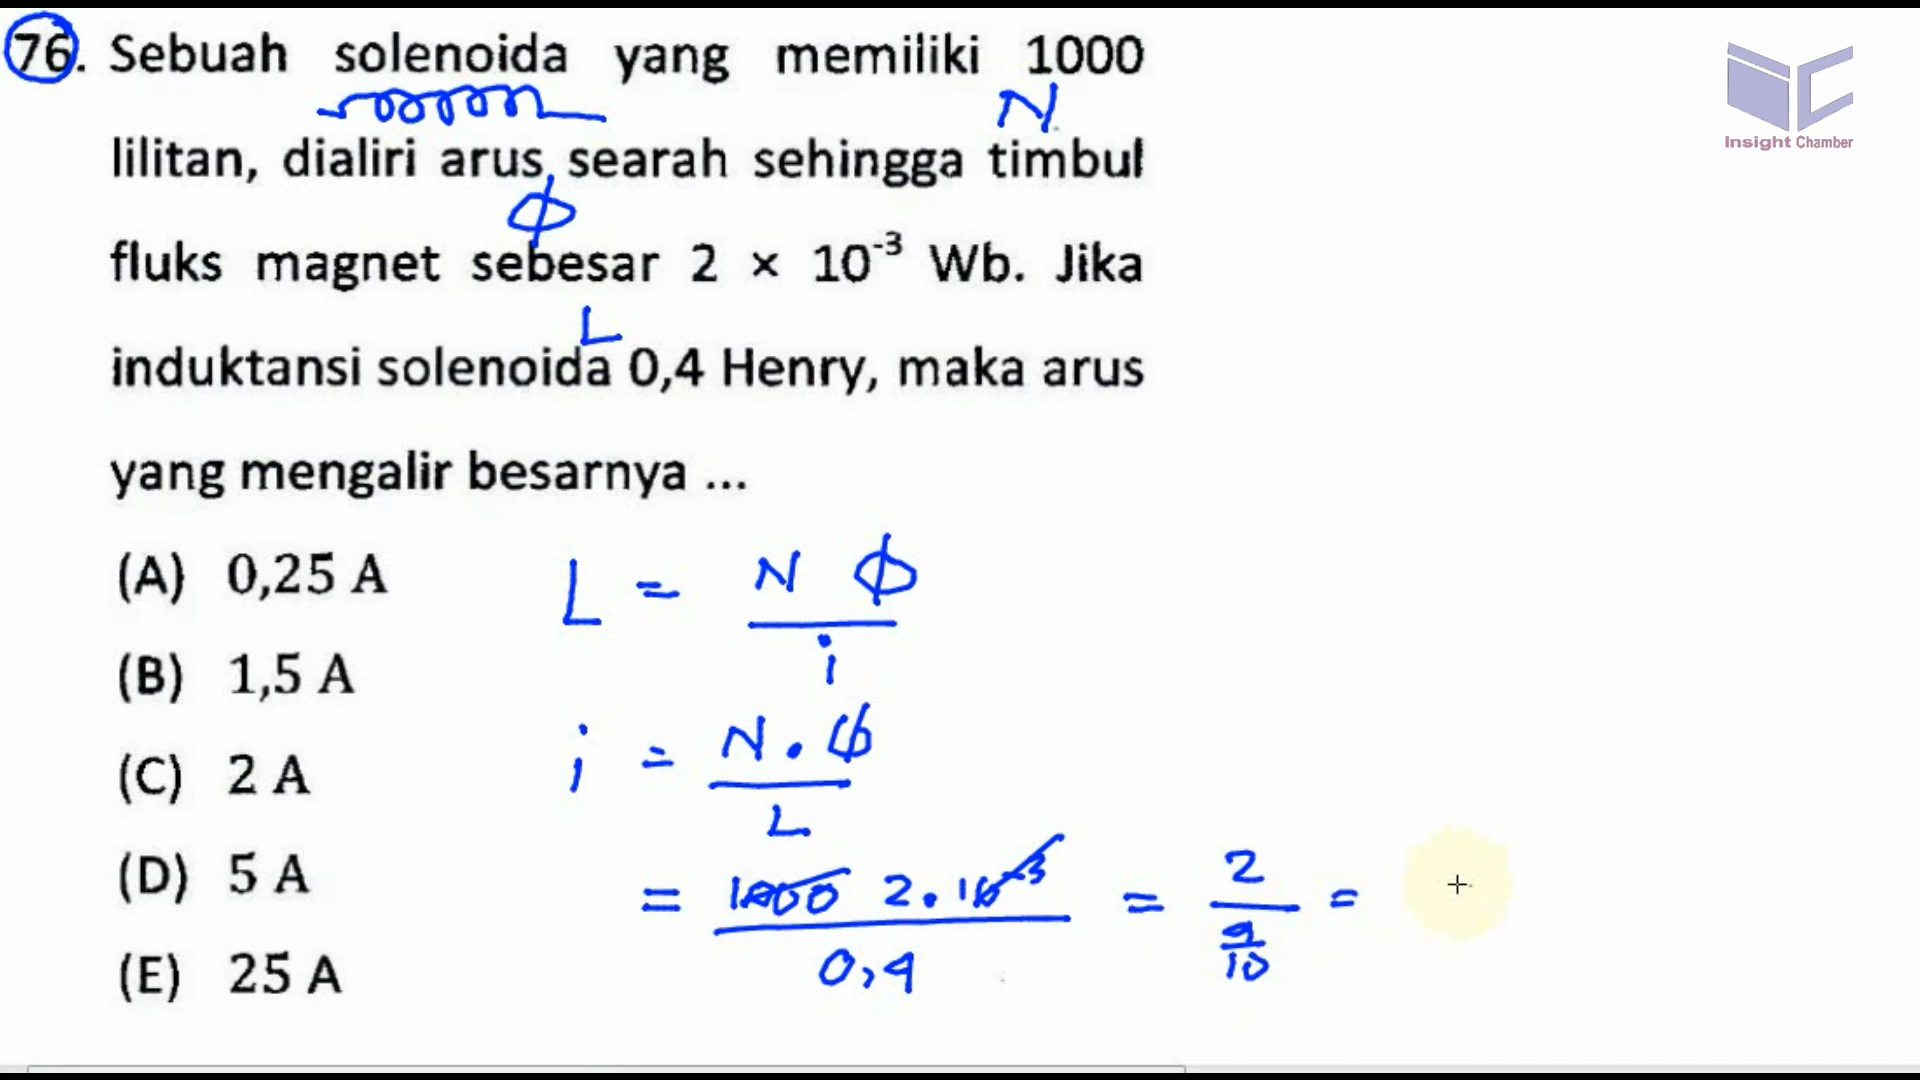 76. Sebuah solenoida yang memiliki 1000
N
lilitan, dialiri arus searah sehingga timbul
ϕ
fluks magnet sebesar 2 × 10⁻³ Wb. Jika
L
induktansi solenoida 0,4 Henry, maka arus
yang mengalir besarnya ...
(A) 0,25 A
(B) 1,5 A
(C) 2 A
(D) 5 A
(E) 25 A
L = N ϕ / i
i = N . ϕ / L
= 1000 2 . 10⁻³ / 0,4 = 2 / 4/10 =
Insight Chamber